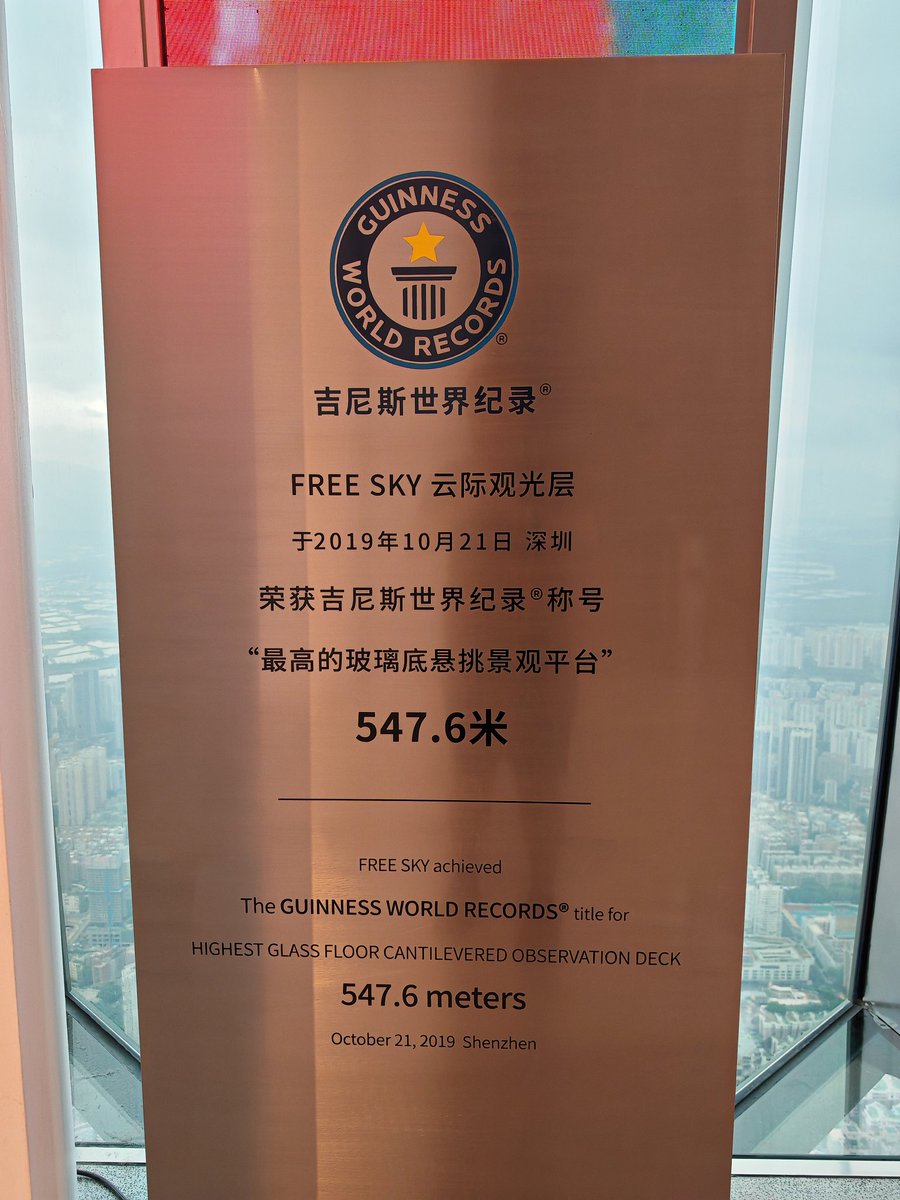 GUINNESS
WORLD RECORDS®
吉尼斯世界纪录®
FREE SKY 云际观光层
于2019年10月21日 深圳
荣获吉尼斯世界纪录®称号
“最高的玻璃底悬挑景观平台”
547.6米
FREE SKY achieved
The GUINNESS WORLD RECORDS® title for
HIGHEST GLASS FLOOR CANTILEVERED OBSERVATION DECK
547.6 meters
October 21, 2019 Shenzhen